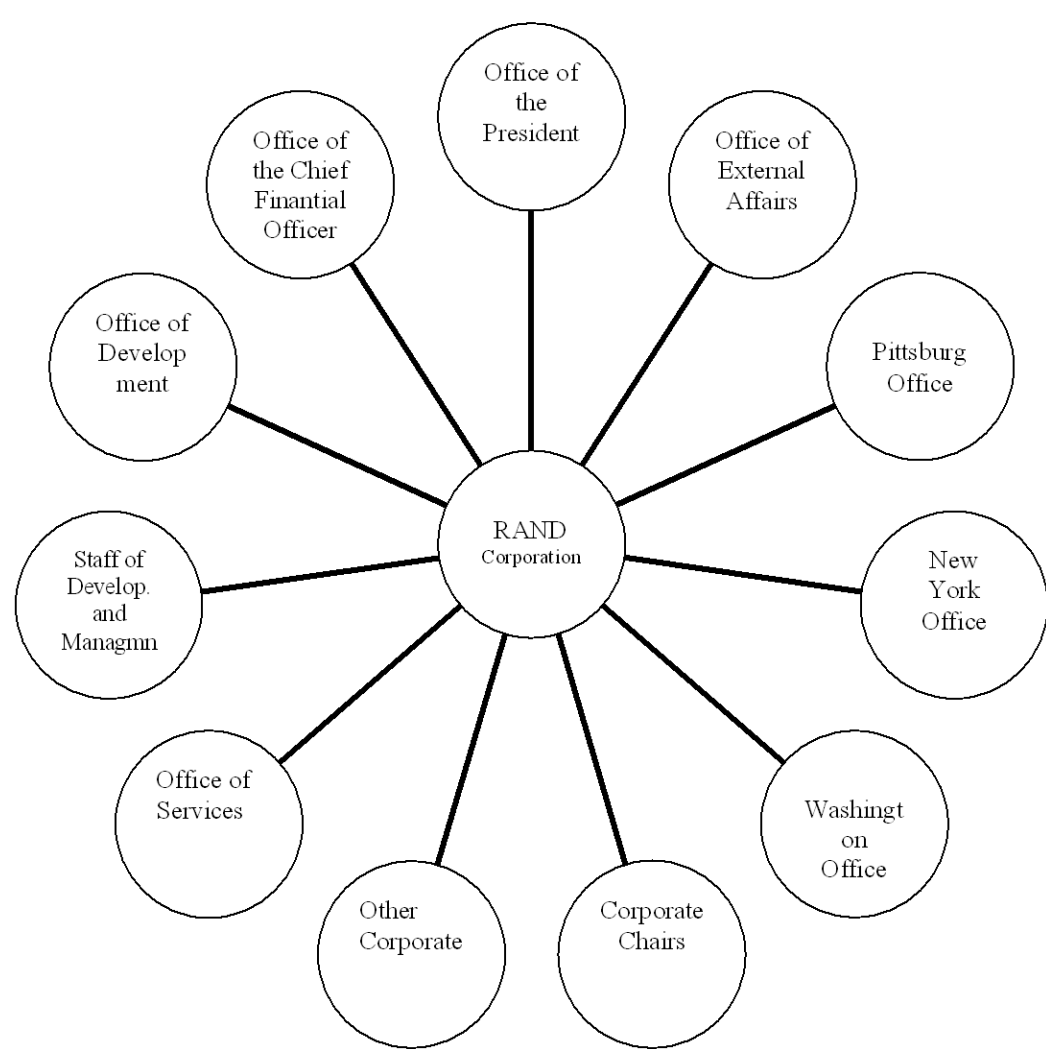 Office of
the
President
Office of
External
Affairs
Pittsburg
Office
New
York
Office
Washingt
on
Office
Corporate
Chairs
Other
Corporate
Office of
Services
Staff of
Develop.
and
Managmn
Office of
Develop
ment
Office of
the Chief
Finantial
Officer
RAND
Corporation